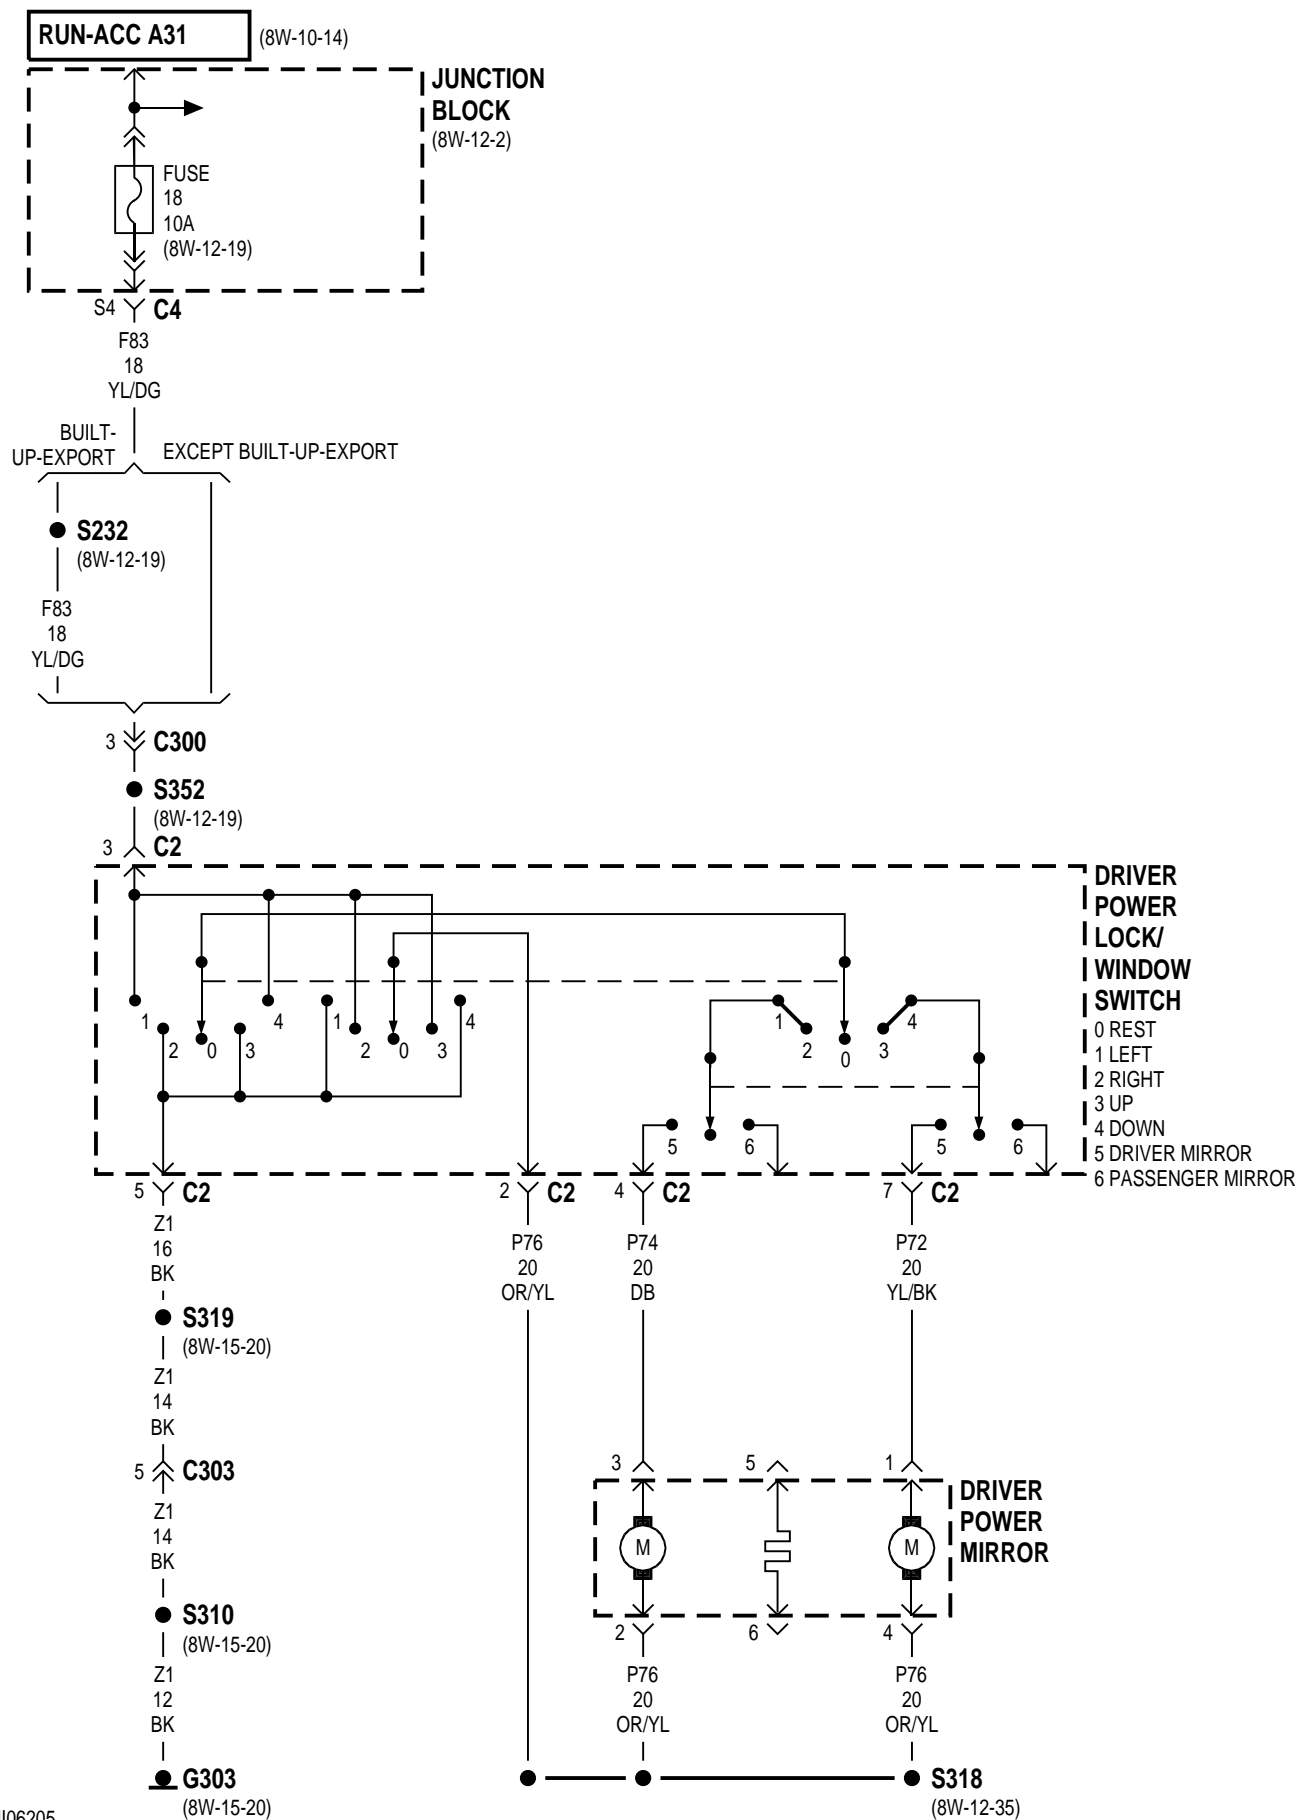 RUN-ACC A31
(8W-10-14)
JUNCTION
BLOCK
(8W-12-2)
FUSE
18
10A
(8W-12-19)
S4
C4
F83
18
YL/DG
BUILT-
UP-EXPORT
EXCEPT BUILT-UP-EXPORT
S232
(8W-12-19)
F83
18
YL/DG
3
C300
S352
(8W-12-19)
3
C2
DRIVER
POWER
LOCK/
WINDOW
SWITCH
0 REST
1 LEFT
2 RIGHT
3 UP
4 DOWN
5 DRIVER MIRROR
6 PASSENGER MIRROR
1
2
0
3
4
1
2
0
3
4
1
2
0
3
4
5
6
5
6
5
C2
2
C2
4
C2
7
C2
Z1
16
BK
P76
20
OR/YL
P74
20
DB
P72
20
YL/BK
S319
(8W-15-20)
Z1
14
BK
5
C303
Z1
14
BK
S310
(8W-15-20)
Z1
12
BK
G303
(8W-15-20)
3
5
1
DRIVER
POWER
MIRROR
M
M
2
6
4
P76
20
OR/YL
P76
20
OR/YL
S318
(8W-12-35)